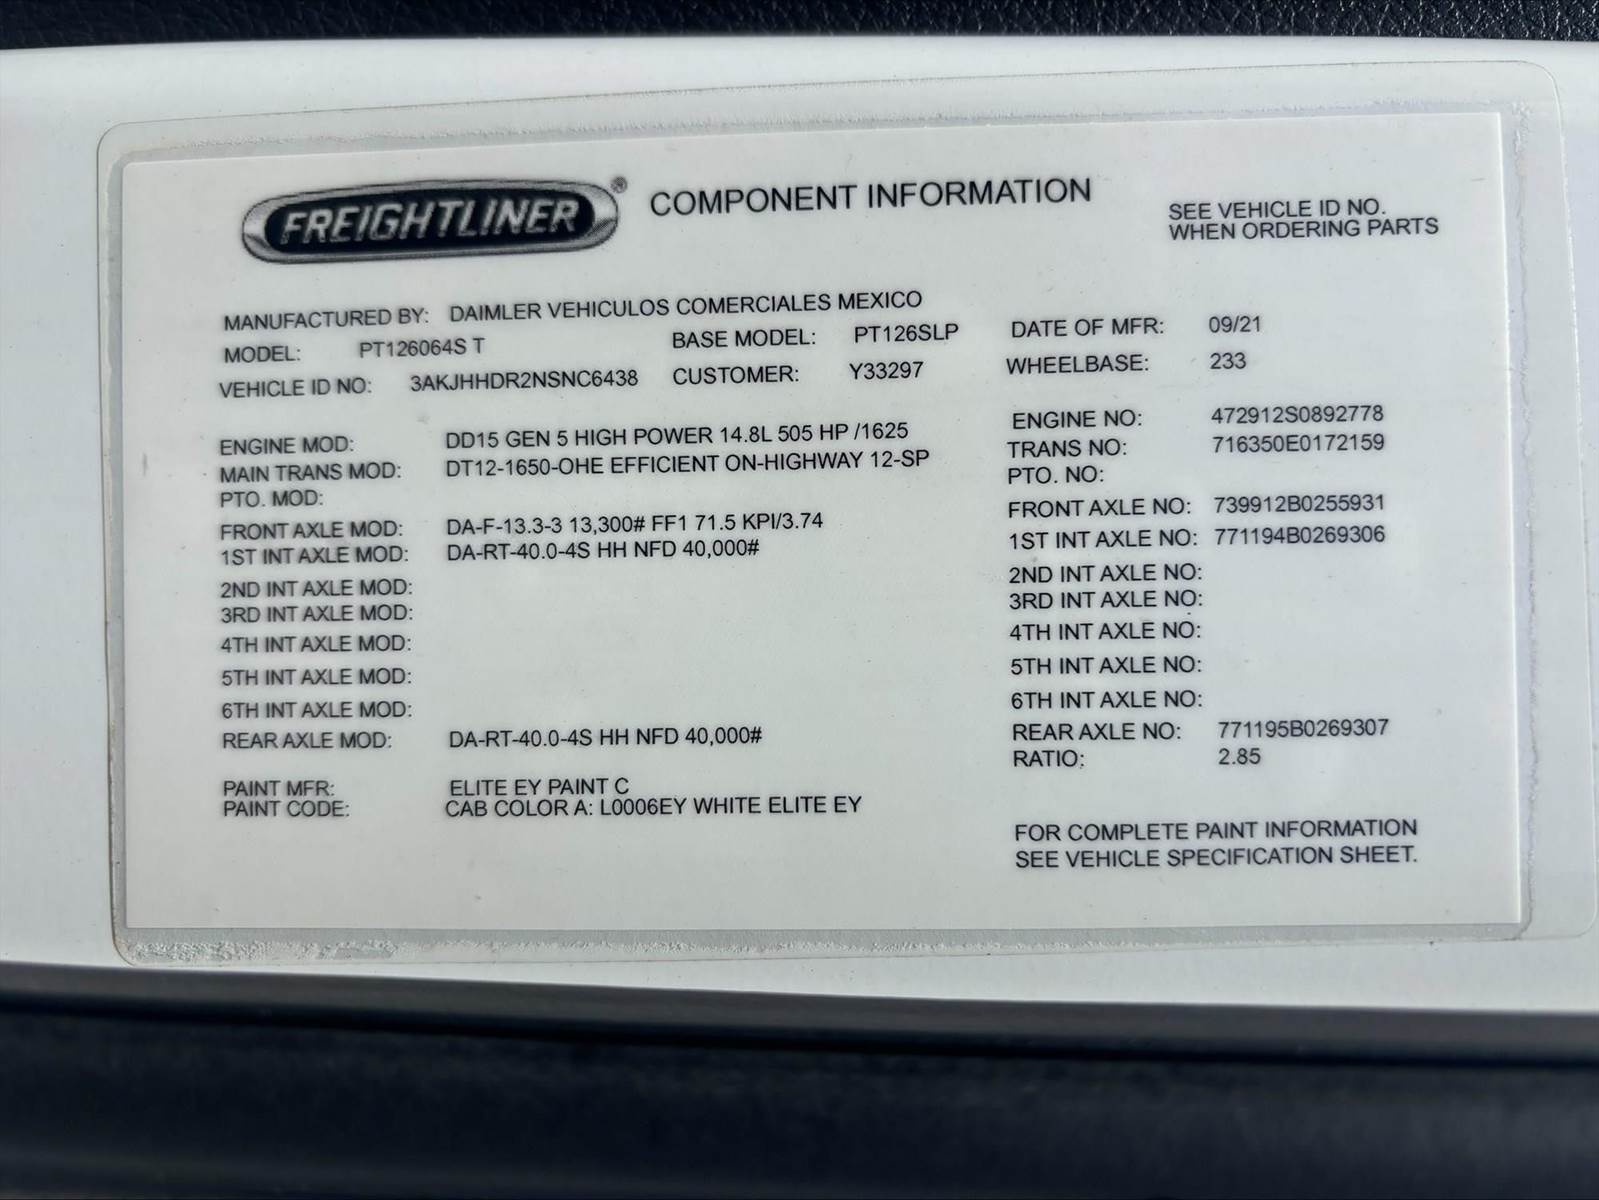 FREIGHTLINER® COMPONENT INFORMATION
SEE VEHICLE ID NO.
WHEN ORDERING PARTS
MANUFACTURED BY: DAIMLER VEHICULOS COMERCIALES MEXICO
MODEL: PT126064S T BASE MODEL: PT126SLP DATE OF MFR: 09/21
VEHICLE ID NO: 3AKJHHDR2NSNC6438 CUSTOMER: Y33297 WHEELBASE: 233
ENGINE MOD: DD15 GEN 5 HIGH POWER 14.8L 505 HP /1625 ENGINE NO: 472912S0892778
MAIN TRANS MOD: DT12-1650-OHE EFFICIENT ON-HIGHWAY 12-SP TRANS NO: 716350E0172159
PTO. MOD: PTO. NO:
FRONT AXLE MOD: DA-F-13.3-3 13,300# FF1 71.5 KPI/3.74 FRONT AXLE NO: 739912B0255931
1ST INT AXLE MOD: DA-RT-40.0-4S HH NFD 40,000# 1ST INT AXLE NO: 771194B0269306
2ND INT AXLE MOD: 2ND INT AXLE NO:
3RD INT AXLE MOD: 3RD INT AXLE NO:
4TH INT AXLE MOD: 4TH INT AXLE NO:
5TH INT AXLE MOD: 5TH INT AXLE NO:
6TH INT AXLE MOD: 6TH INT AXLE NO:
REAR AXLE MOD: DA-RT-40.0-4S HH NFD 40,000# REAR AXLE NO: 771195B0269307
RATIO: 2.85
PAINT MFR: ELITE EY PAINT C
PAINT CODE: CAB COLOR A: L0006EY WHITE ELITE EY
FOR COMPLETE PAINT INFORMATION
SEE VEHICLE SPECIFICATION SHEET.